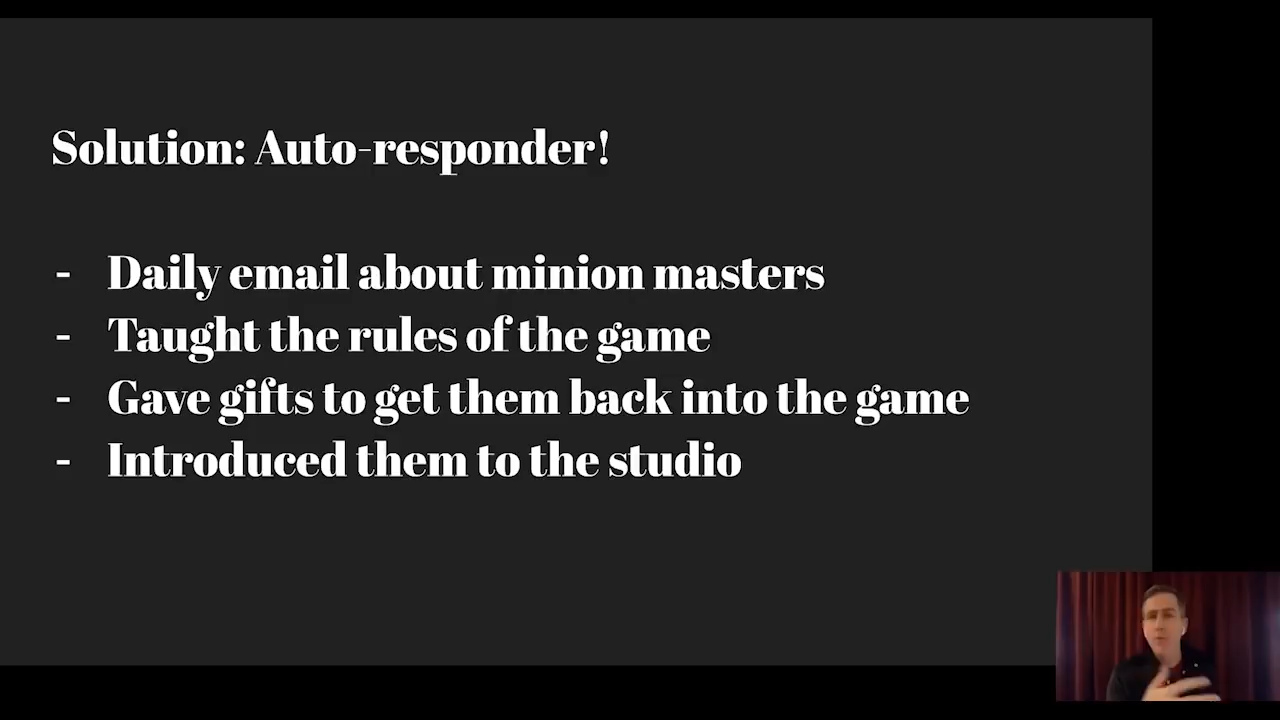 Solution: Auto-responder!
- Daily email about minion masters
- Taught the rules of the game
- Gave gifts to get them back into the game
- Introduced them to the studio